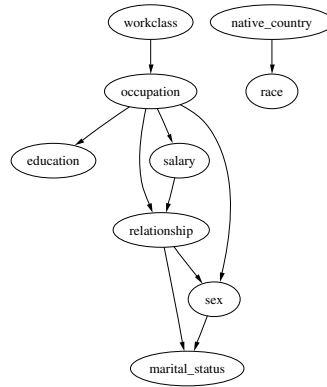 workclass
native_country
occupation
race
education
salary
relationship
sex
marital_status